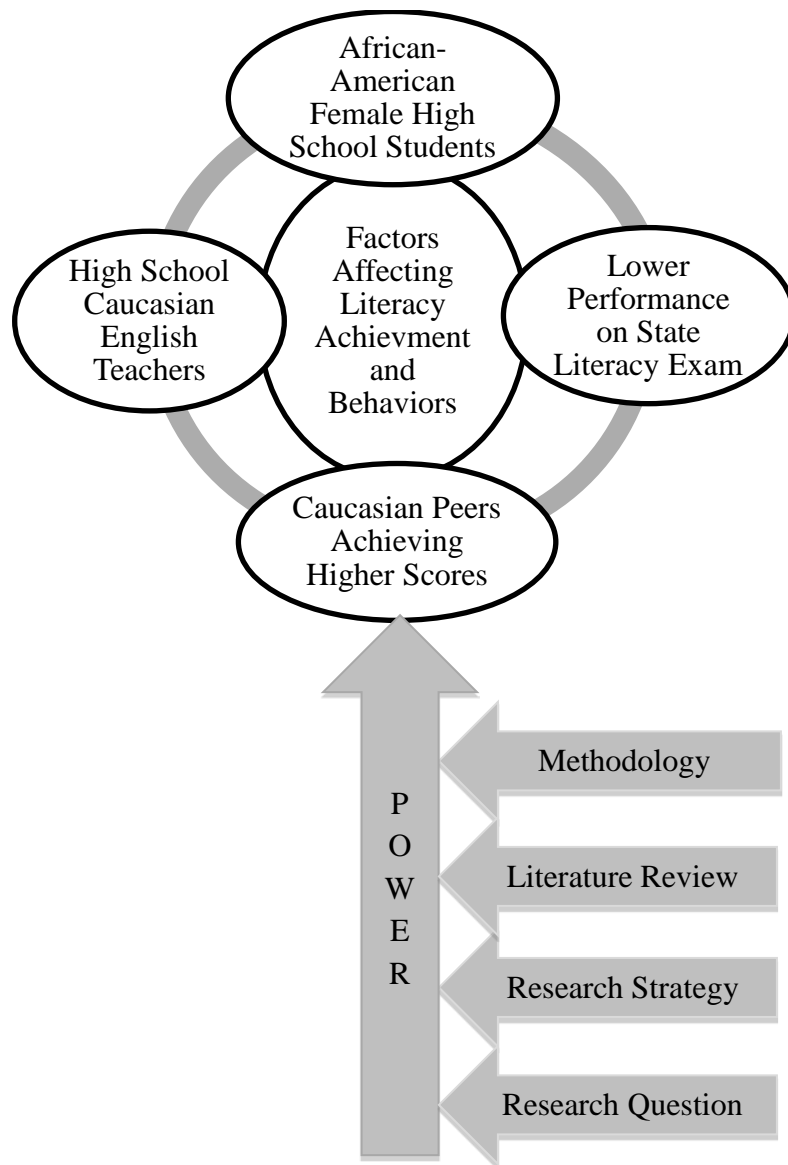 African-
American
Female High
School Students
High School
Caucasian
English
Teachers
Factors
Affecting
Literacy
Achievment
and
Behaviors
Lower
Performance
on State
Literacy Exam
Caucasian Peers
Achieving
Higher Scores
P
O
W
E
R
Methodology
Literature Review
Research Strategy
Research Question